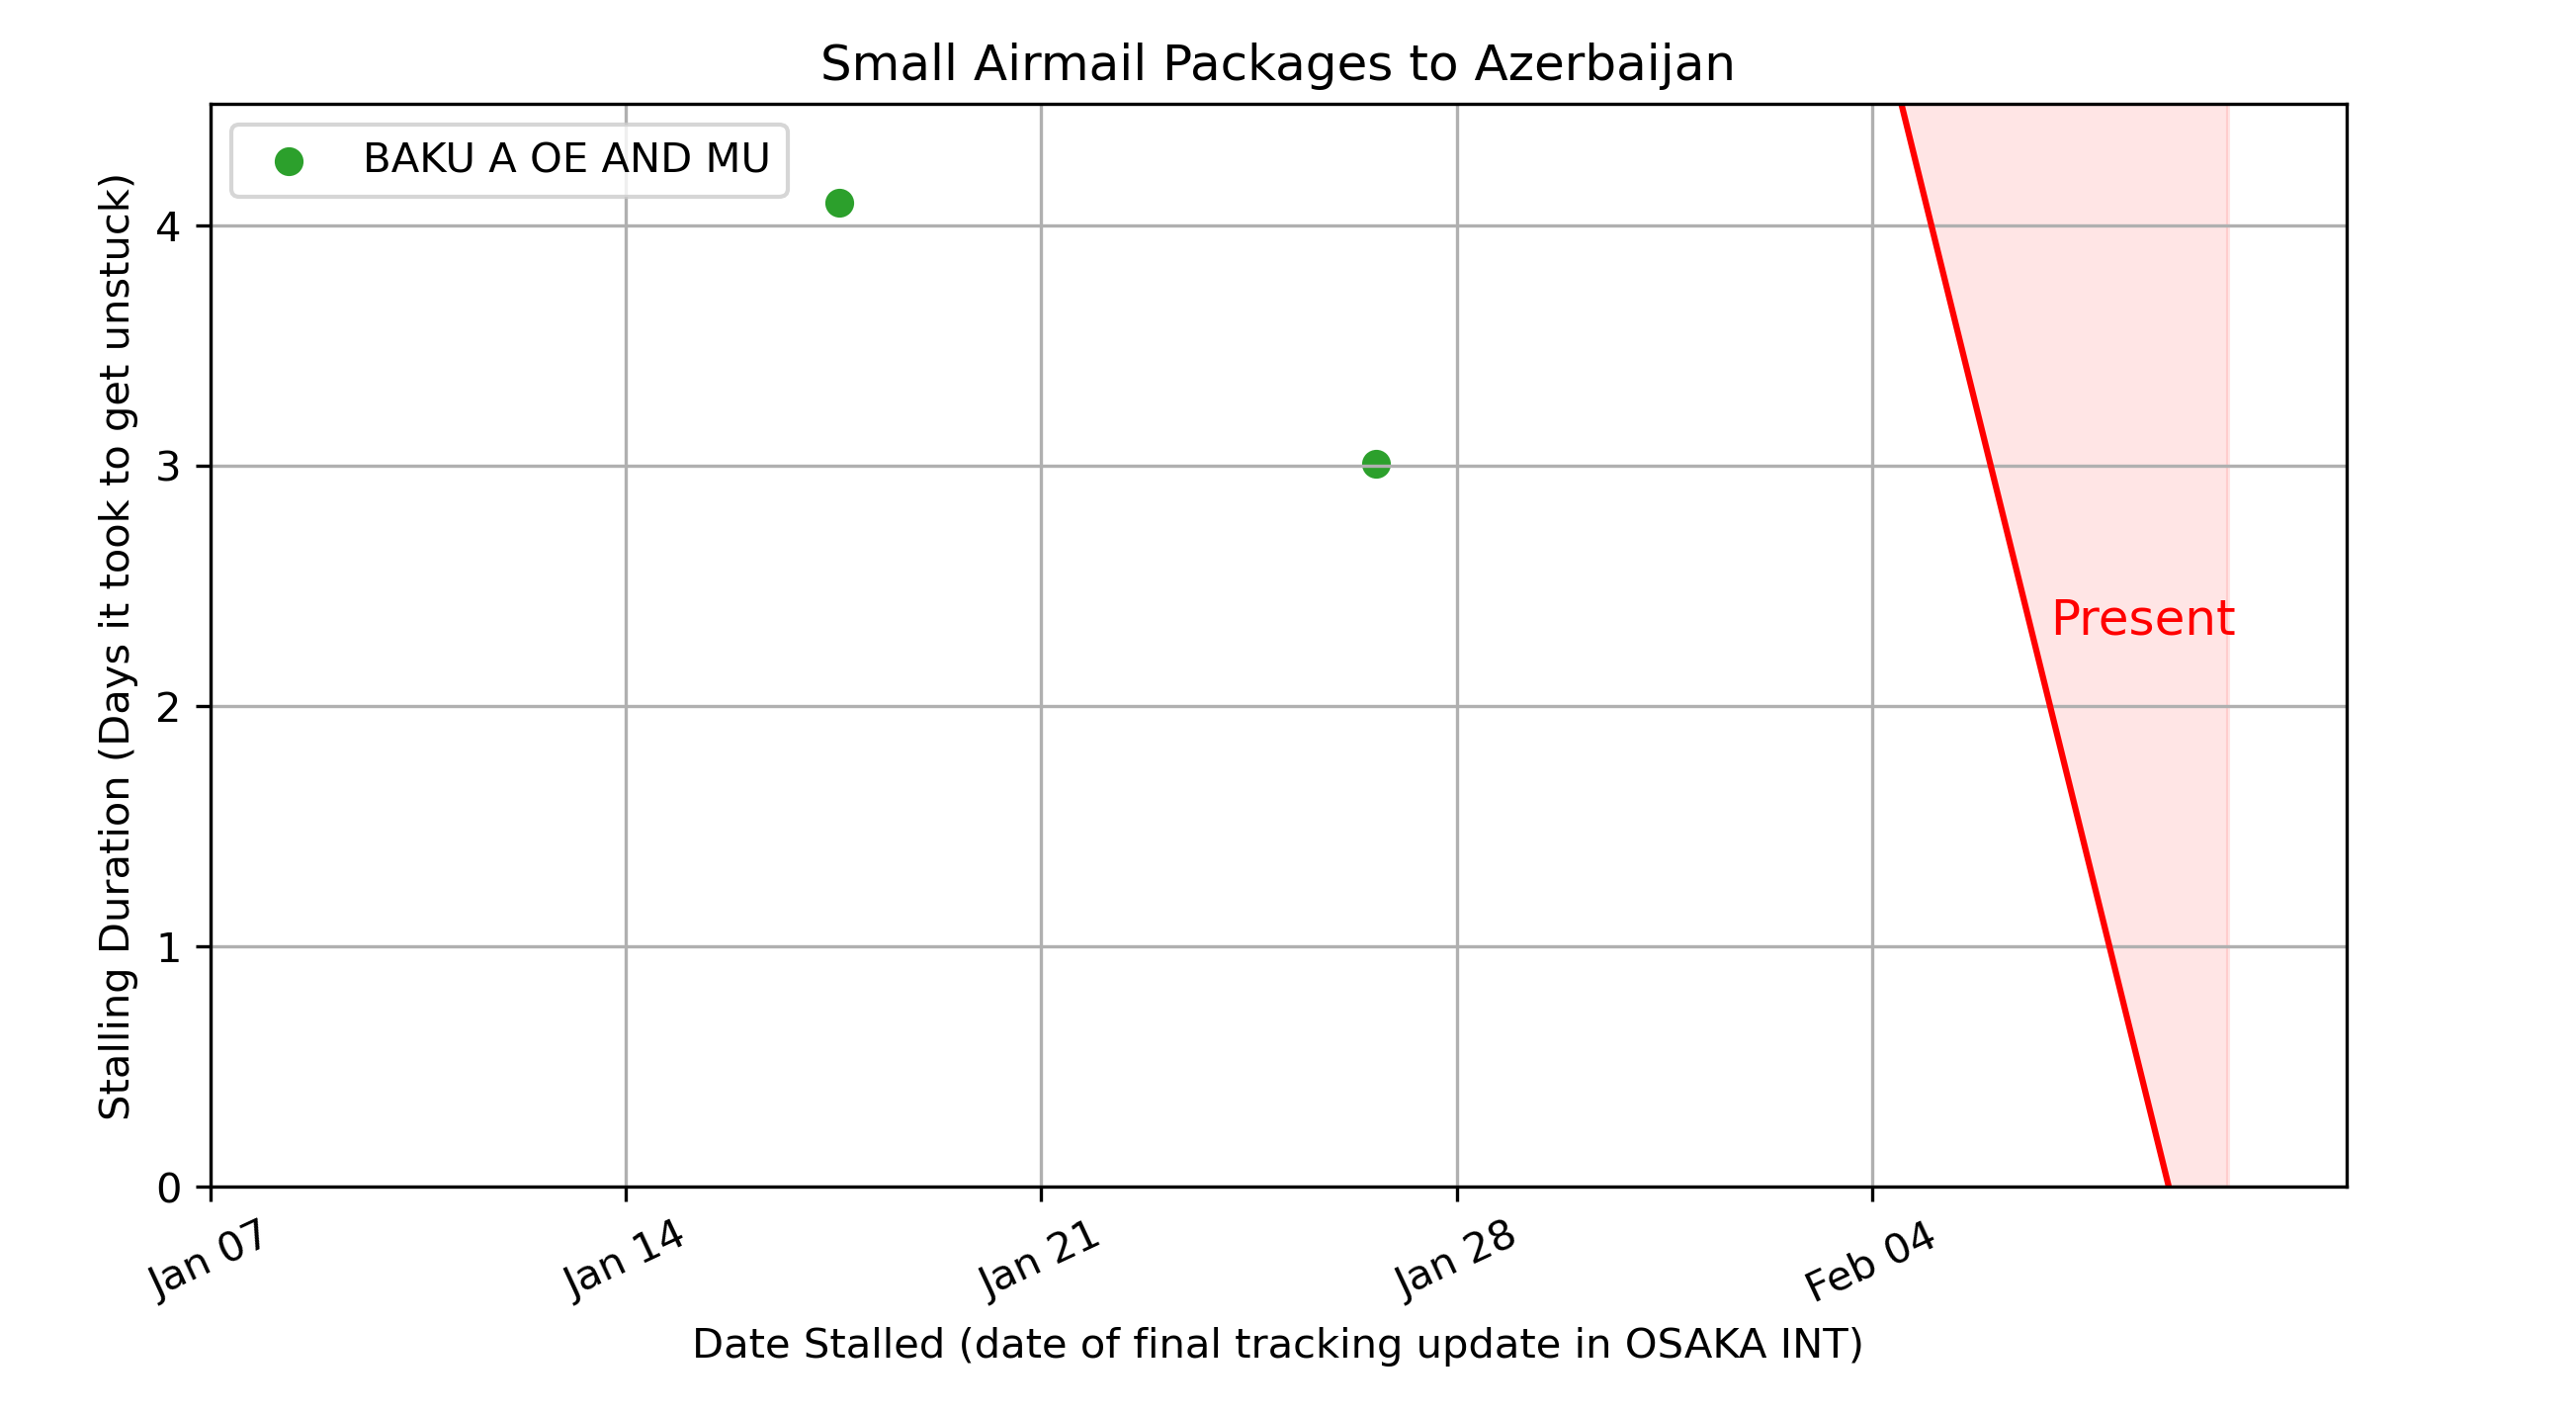 Small Airmail Packages to Azerbaijan
BAKU A OE AND MU
Stalling Duration (Days it took to get unstuck)
4
3
2
1
0
Present
Jan 07
Jan 14
Jan 21
Jan 28
Feb 04
Date Stalled (date of final tracking update in OSAKA INT)